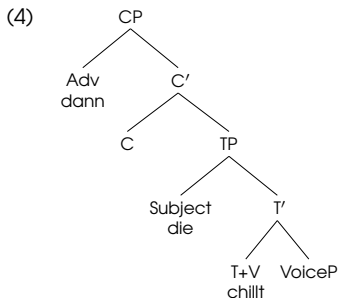 (4) CP
Adv C′
dann
C TP
Subject T′
die
T+V VoiceP
chillt